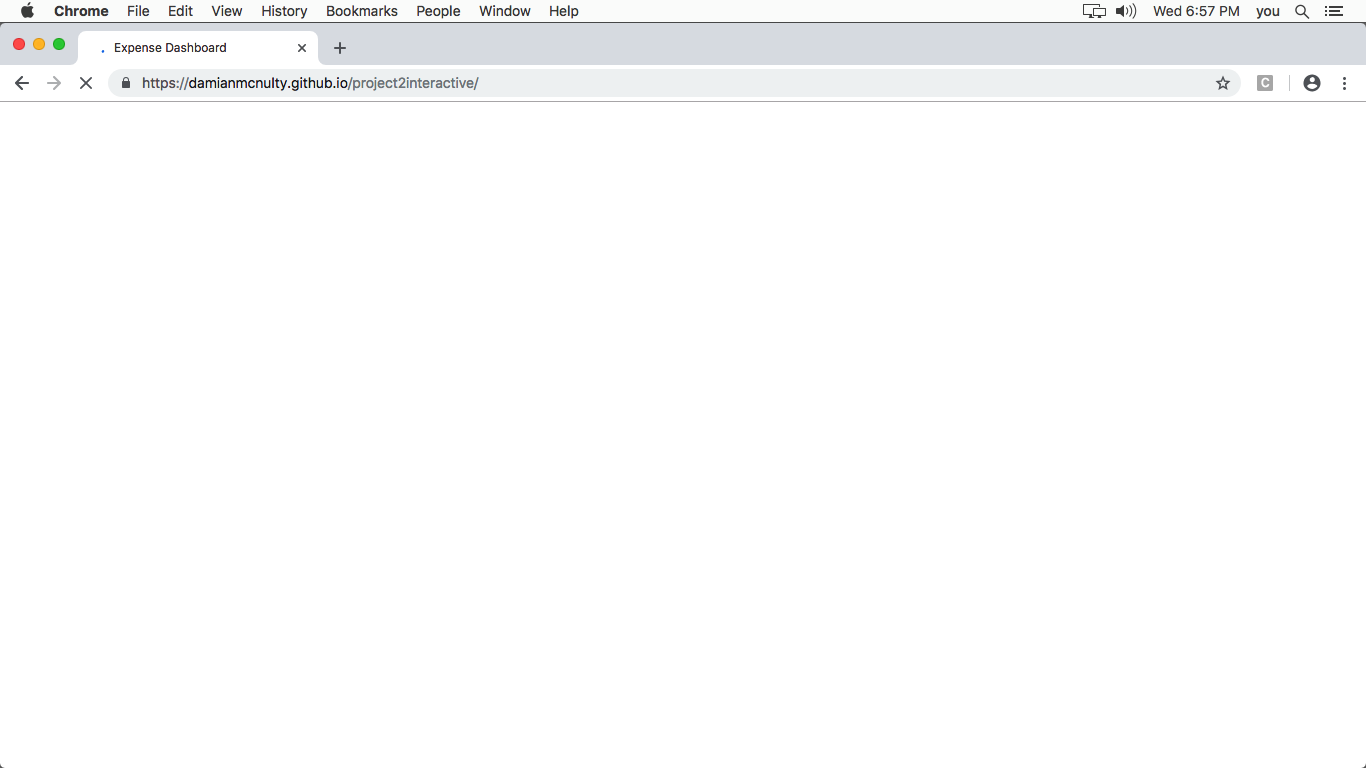 Chrome File Edit View History Bookmarks People Window Help Wed 6:57 PM you
Expense Dashboard
https://damianmcnulty.github.io/project2interactive/ C